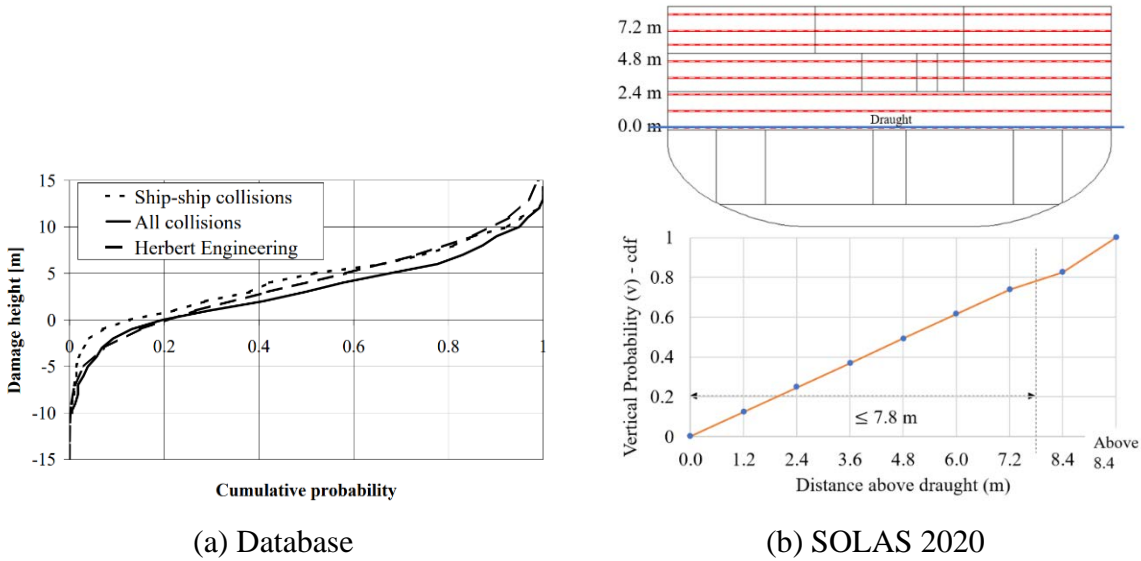 15
10
5
0
-5
-10
-15
Damage height [m]
Ship-ship collisions
All collisions
Herbert Engineering
0 0.2 0.4 0.6 0.8 1
Cumulative probability
(a) Database
7.2 m
4.8 m
2.4 m
0.0 m
Draught
1
0.8
0.6
0.4
0.2
0
Vertical Probability (v) - cdf
≤ 7.8 m
0.0 1.2 2.4 3.6 4.8 6.0 7.2 8.4 Above
8.4
Distance above draught (m)
(b) SOLAS 2020